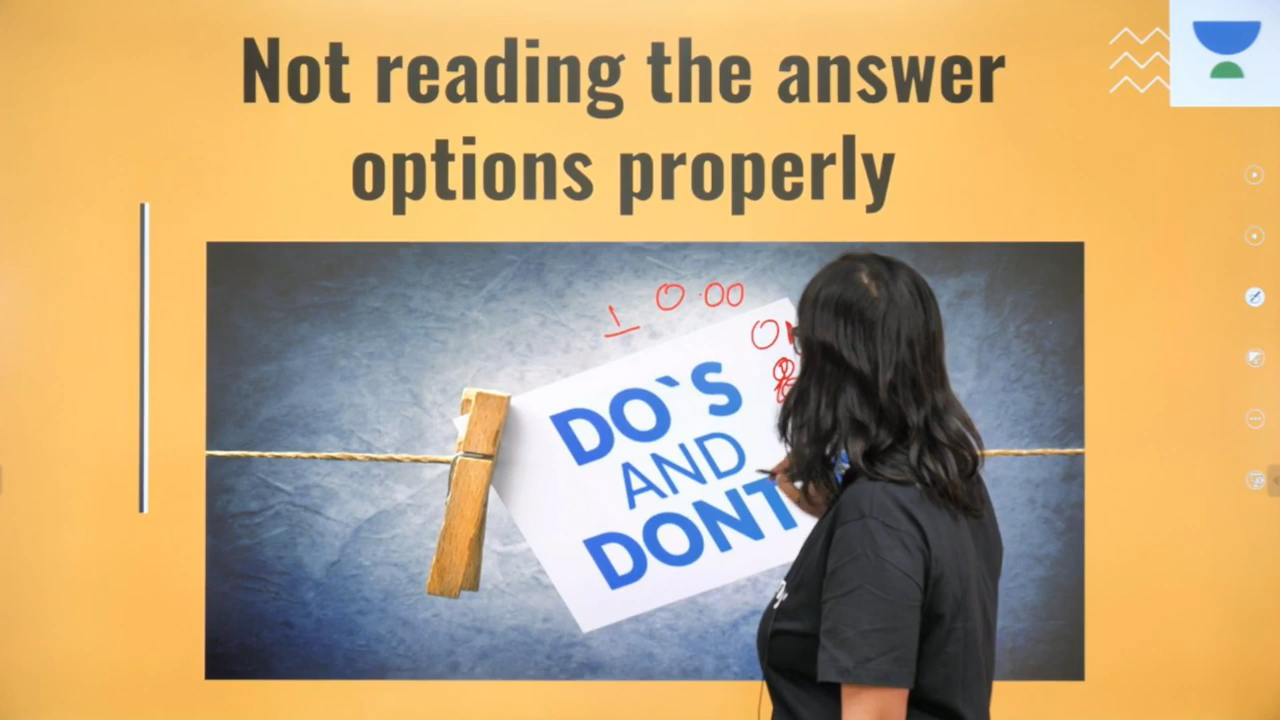 Not reading the answer
options properly
1 0.00
DO`S
AND
DONT